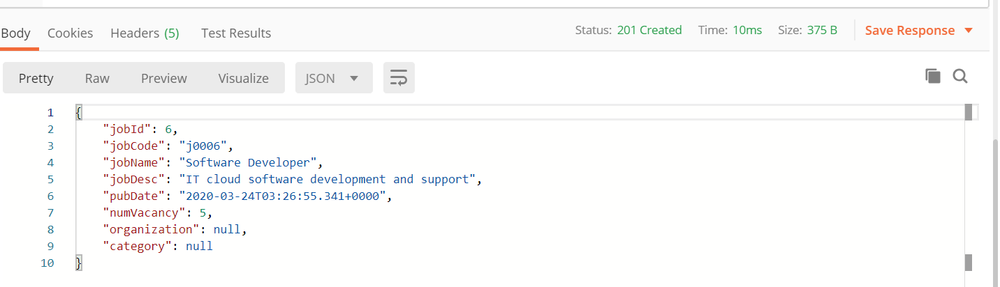 Body Cookies Headers (5) Test Results Status: 201 Created Time: 10ms Size: 375 B Save Response
Pretty Raw Preview Visualize JSON
1 {
2 "jobId": 6,
3 "jobCode": "j0006",
4 "jobName": "Software Developer",
5 "jobDesc": "IT cloud software development and support",
6 "pubDate": "2020-03-24T03:26:55.341+0000",
7 "numVacancy": 5,
8 "organization": null,
9 "category": null
10 }